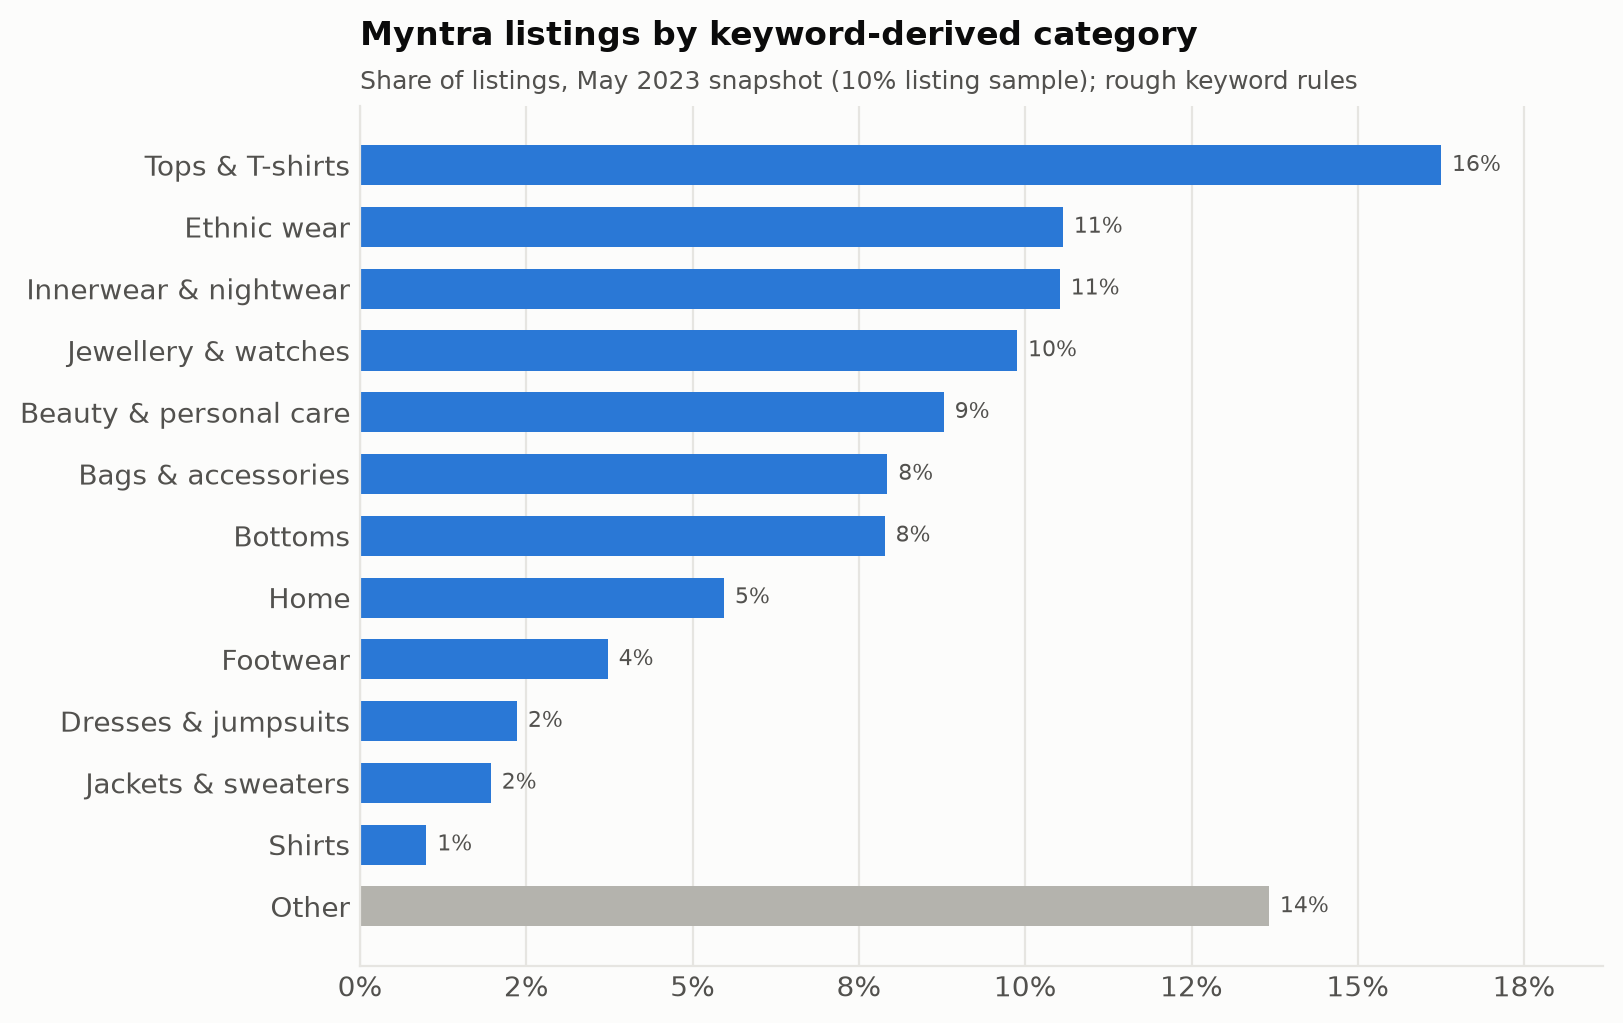 Myntra listings by keyword-derived category
Share of listings, May 2023 snapshot (10% listing sample); rough keyword rules
Tops & T-shirts 16%
Ethnic wear 11%
Innerwear & nightwear 11%
Jewellery & watches 10%
Beauty & personal care 9%
Bags & accessories 8%
Bottoms 8%
Home 5%
Footwear 4%
Dresses & jumpsuits 2%
Jackets & sweaters 2%
Shirts 1%
Other 14%
0% 2% 5% 8% 10% 12% 15% 18%